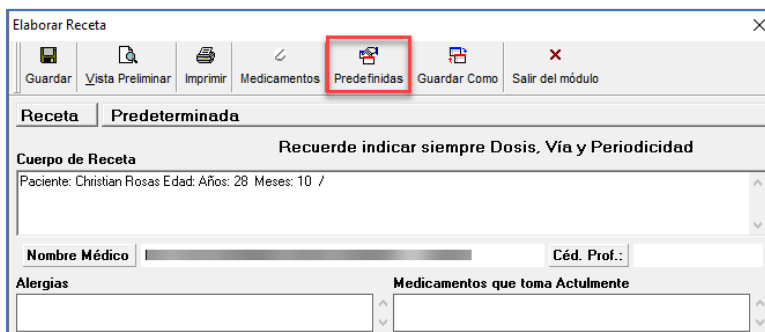 Elaborar Receta
Guardar Vista Preliminar Imprimir Medicamentos Predefinidas Guardar Como Salir del módulo
Receta Predeterminada
Recuerde indicar siempre Dosis, Vía y Periodicidad
Cuerpo de Receta
Paciente: Christian Rosas Edad: Años: 28 Meses: 10 /
Nombre Médico Céd. Prof.:
Alergias Medicamentos que toma Actulmente